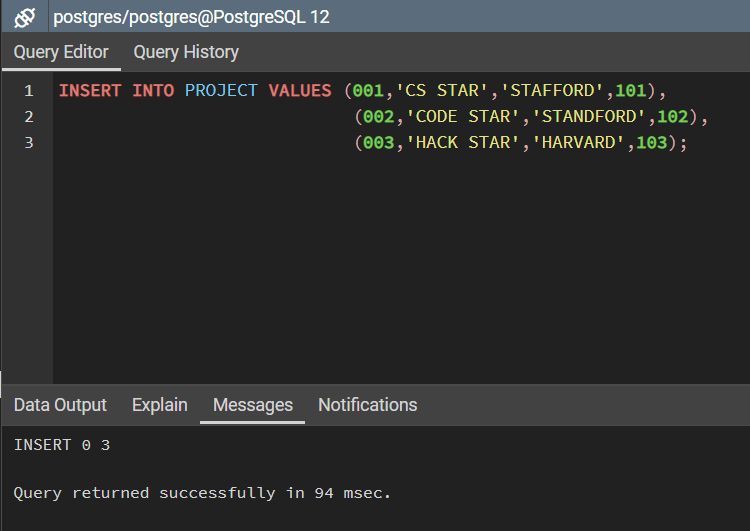 postgres/postgres@PostgreSQL 12
Query Editor Query History
1 INSERT INTO PROJECT VALUES (001,'CS STAR','STAFFORD',101),
2 (002,'CODE STAR','STANDFORD',102),
3 (003,'HACK STAR','HARVARD',103);
Data Output Explain Messages Notifications
INSERT 0 3
Query returned successfully in 94 msec.